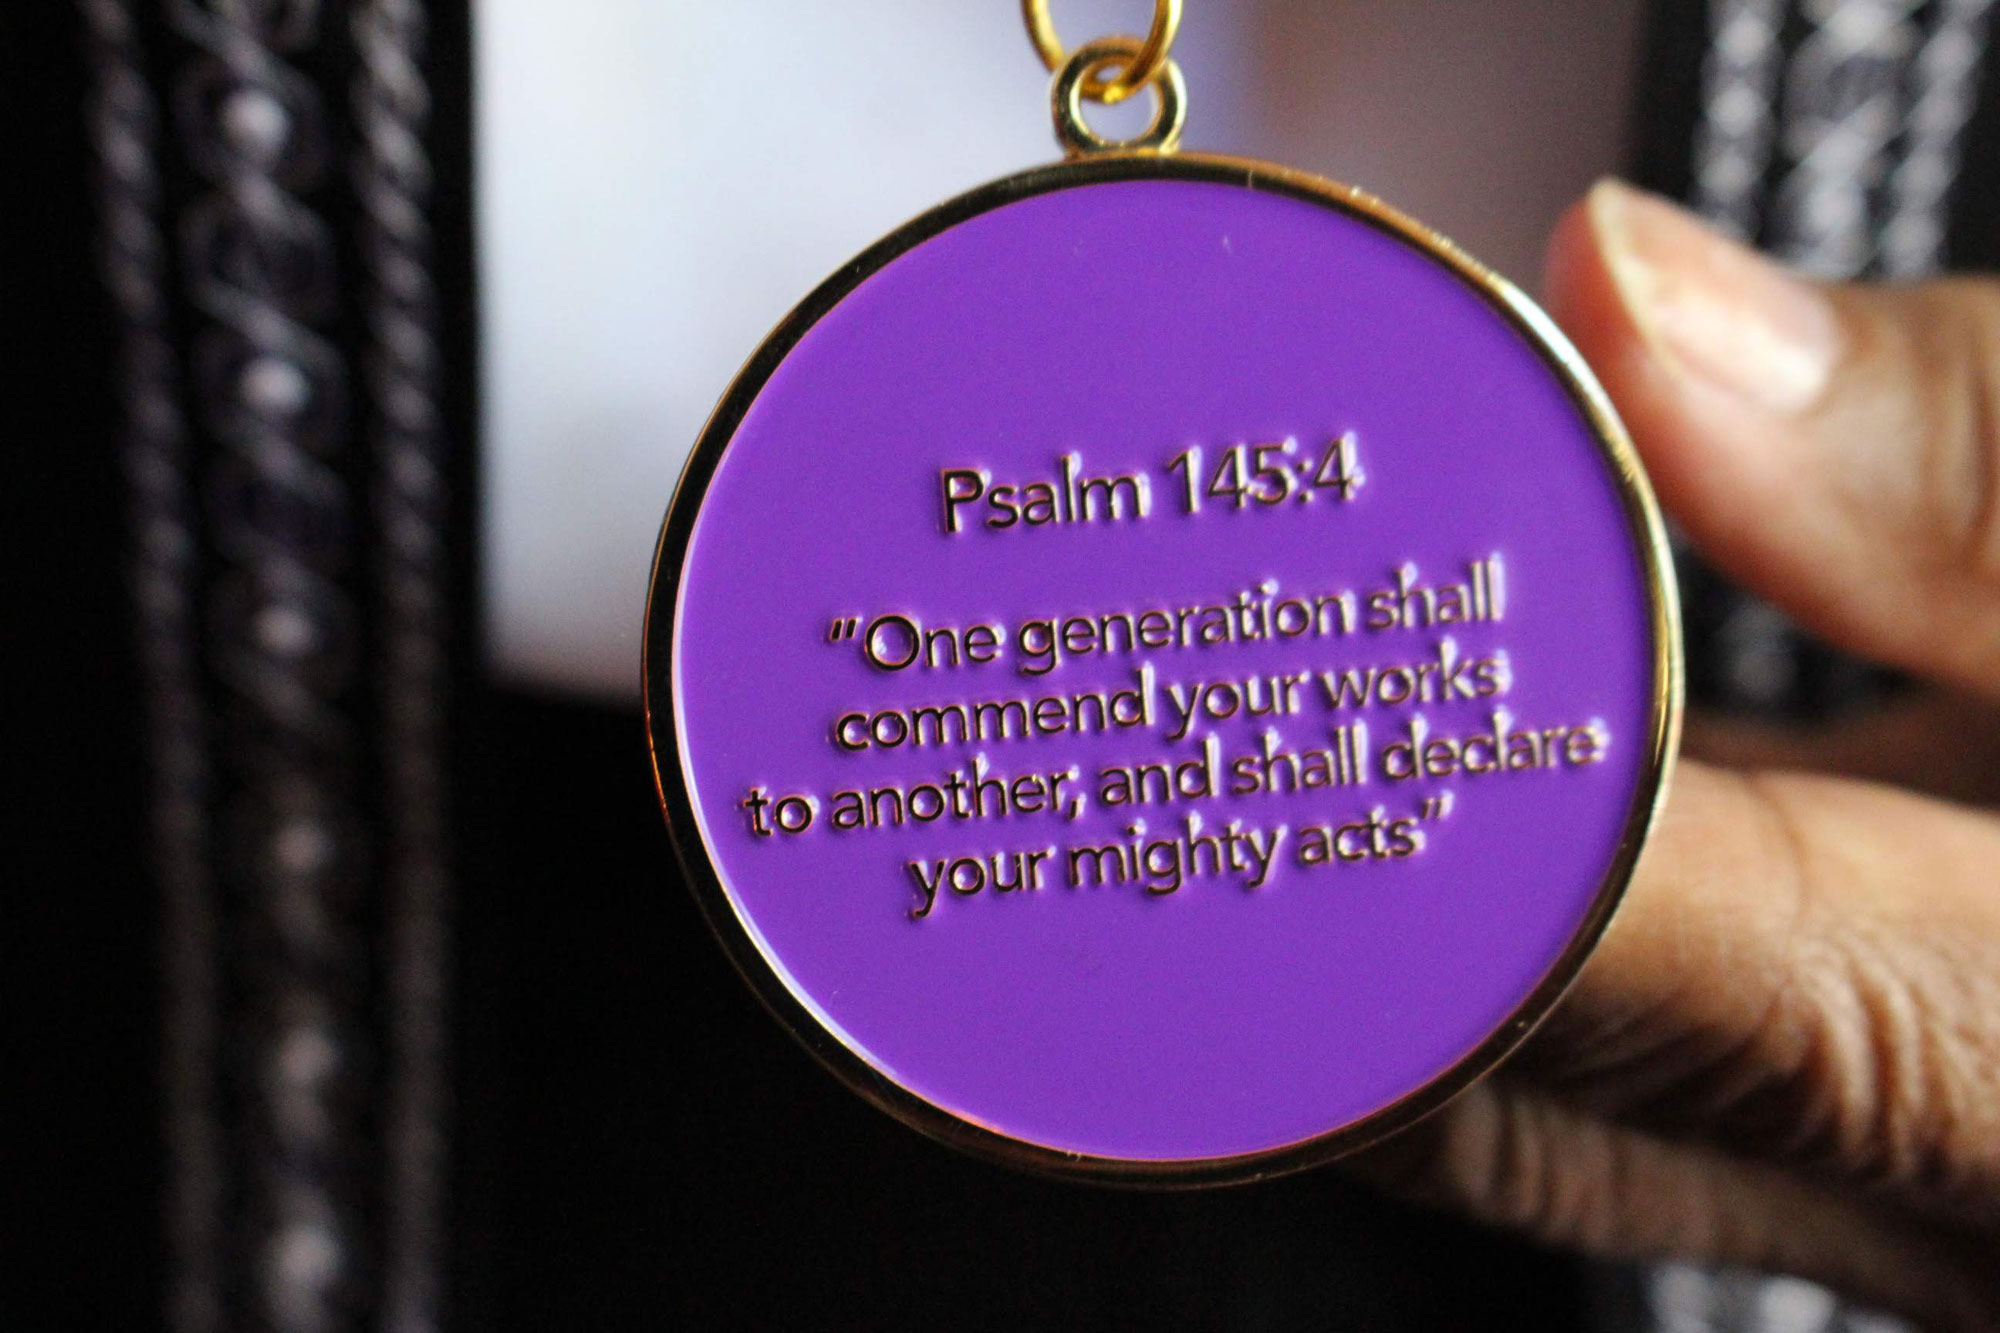 Psalm 145:4
"One generation shall
commend your works
to another, and shall declare
your mighty acts"